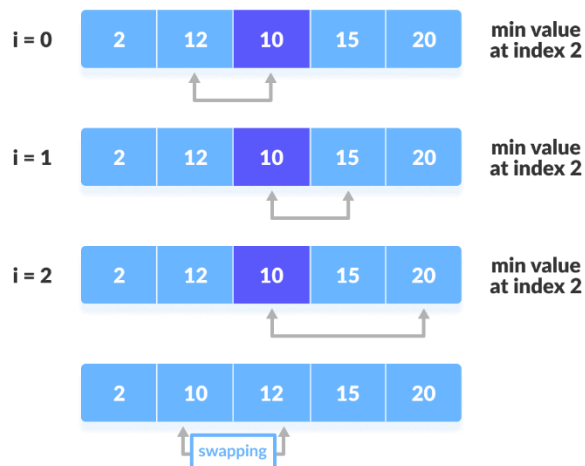 i = 0 2 12 10 15 20 min value
at index 2
i = 1 2 12 10 15 20 min value
at index 2
i = 2 2 12 10 15 20 min value
at index 2
2 10 12 15 20
swapping